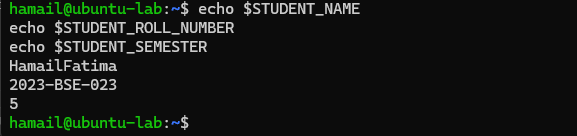 hamail@ubuntu-lab:~$ echo $STUDENT_NAME
echo $STUDENT_ROLL_NUMBER
echo $STUDENT_SEMESTER
HamailFatima
2023-BSE-023
5
hamail@ubuntu-lab:~$